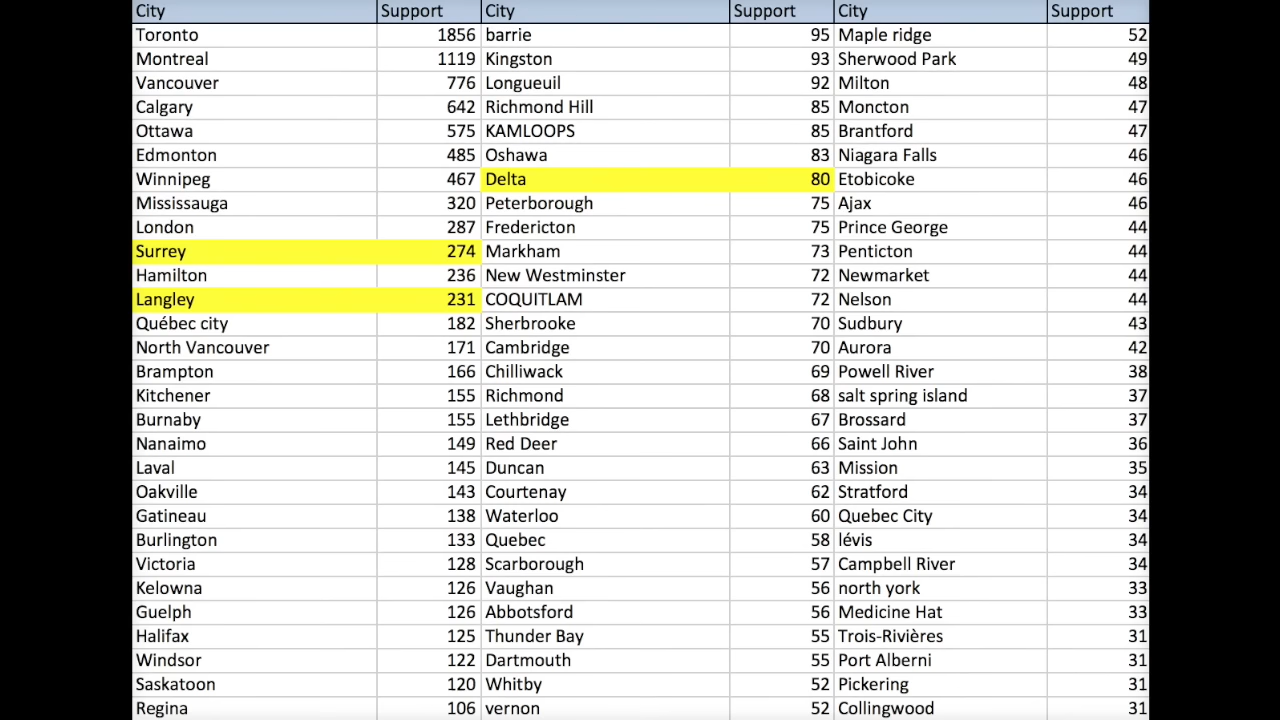 City Support City Support City Support
Toronto 1856 barrie 95 Maple ridge 52
Montreal 1119 Kingston 93 Sherwood Park 49
Vancouver 776 Longueuil 92 Milton 48
Calgary 642 Richmond Hill 85 Moncton 47
Ottawa 575 KAMLOOPS 85 Brantford 47
Edmonton 485 Oshawa 83 Niagara Falls 46
Winnipeg 467 Delta 80 Etobicoke 46
Mississauga 320 Peterborough 75 Ajax 46
London 287 Fredericton 75 Prince George 44
Surrey 274 Markham 73 Penticton 44
Hamilton 236 New Westminster 72 Newmarket 44
Langley 231 COQUITLAM 72 Nelson 44
Québec city 182 Sherbrooke 70 Sudbury 43
North Vancouver 171 Cambridge 70 Aurora 42
Brampton 166 Chilliwack 69 Powell River 38
Kitchener 155 Richmond 68 salt spring island 37
Burnaby 155 Lethbridge 67 Brossard 37
Nanaimo 149 Red Deer 66 Saint John 36
Laval 145 Duncan 63 Mission 35
Oakville 143 Courtenay 62 Stratford 34
Gatineau 138 Waterloo 60 Quebec City 34
Burlington 133 Quebec 58 lévis 34
Victoria 128 Scarborough 57 Campbell River 34
Kelowna 126 Vaughan 56 north york 33
Guelph 126 Abbotsford 56 Medicine Hat 33
Halifax 125 Thunder Bay 55 Trois-Rivières 31
Windsor 122 Dartmouth 55 Port Alberni 31
Saskatoon 120 Whitby 52 Pickering 31
Regina 106 vernon 52 Collingwood 31